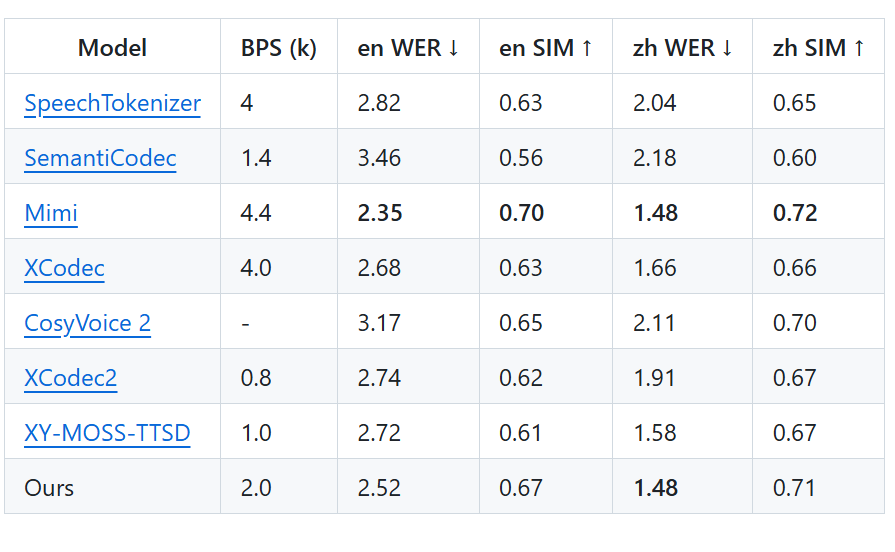 Model BPS (k) en WER ↓ en SIM ↑ zh WER ↓ zh SIM ↑
SpeechTokenizer 4 2.82 0.63 2.04 0.65
SemantiCodec 1.4 3.46 0.56 2.18 0.60
Mimi 4.4 2.35 0.70 1.48 0.72
XCodec 4.0 2.68 0.63 1.66 0.66
CosyVoice 2 - 3.17 0.65 2.11 0.70
XCodec2 0.8 2.74 0.62 1.91 0.67
XY-MOSS-TTSD 1.0 2.72 0.61 1.58 0.67
Ours 2.0 2.52 0.67 1.48 0.71